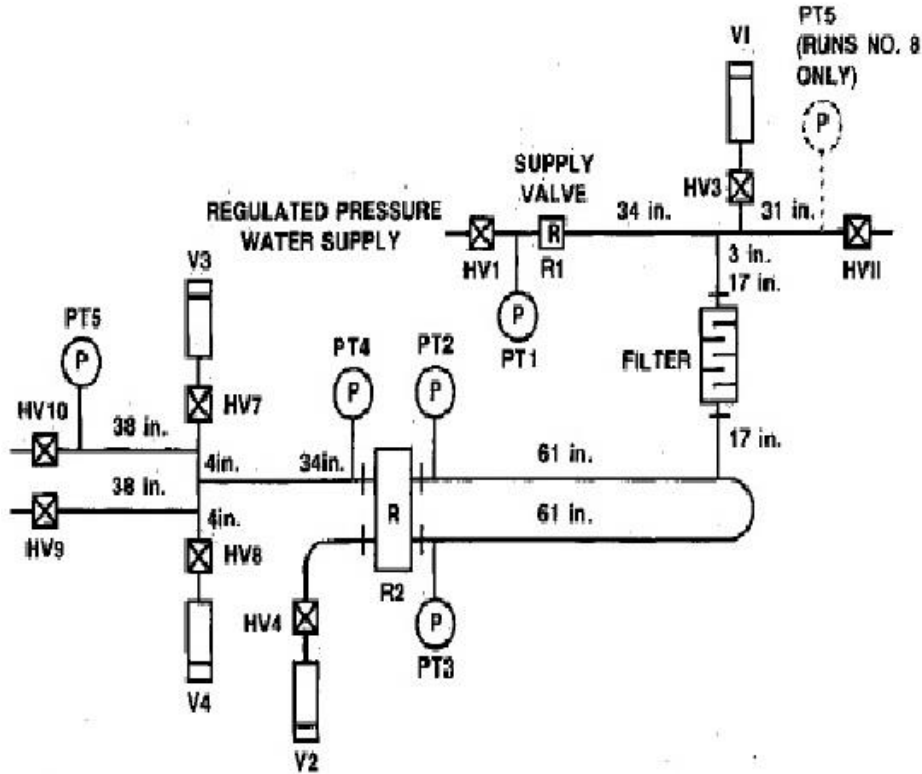 PT5
(RUNS NO. 8
ONLY)
V1
P
SUPPLY
VALVE
HV3
34 in.
31 in.
REGULATED PRESSURE
WATER SUPPLY
R
HV1
R1
3 in.
HV11
V3
17 in.
PT5
P
PT1
FILTER
P
PT4
PT2
P
P
HV10
HV7
38 in.
17 in.
4in.
34in.
61 in.
38 in.
R
61 in.
4in.
HV9
HV8
R2
HV4
P
PT3
V4
V2